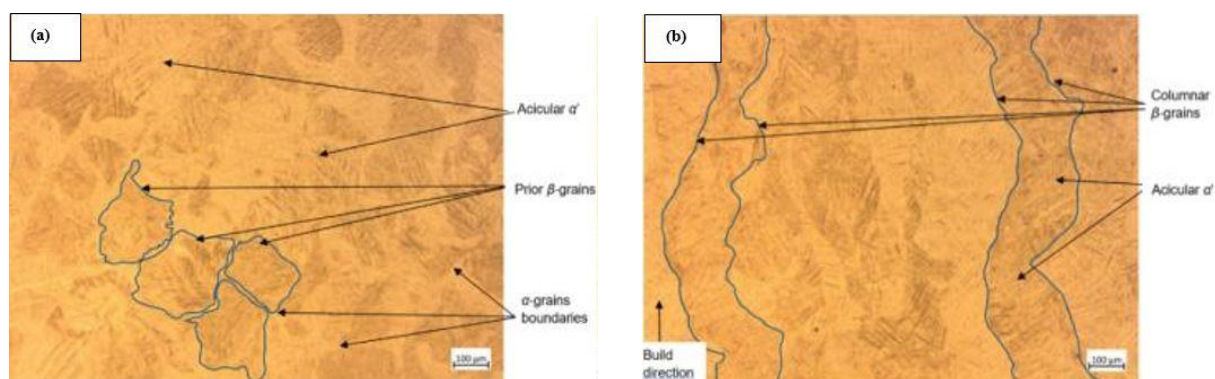 (a)
Acicular α'
Prior β-grains
α-grains
boundaries
100 μm
(b)
Columnar
β-grains
Acicular α'
Build
direction
100 μm